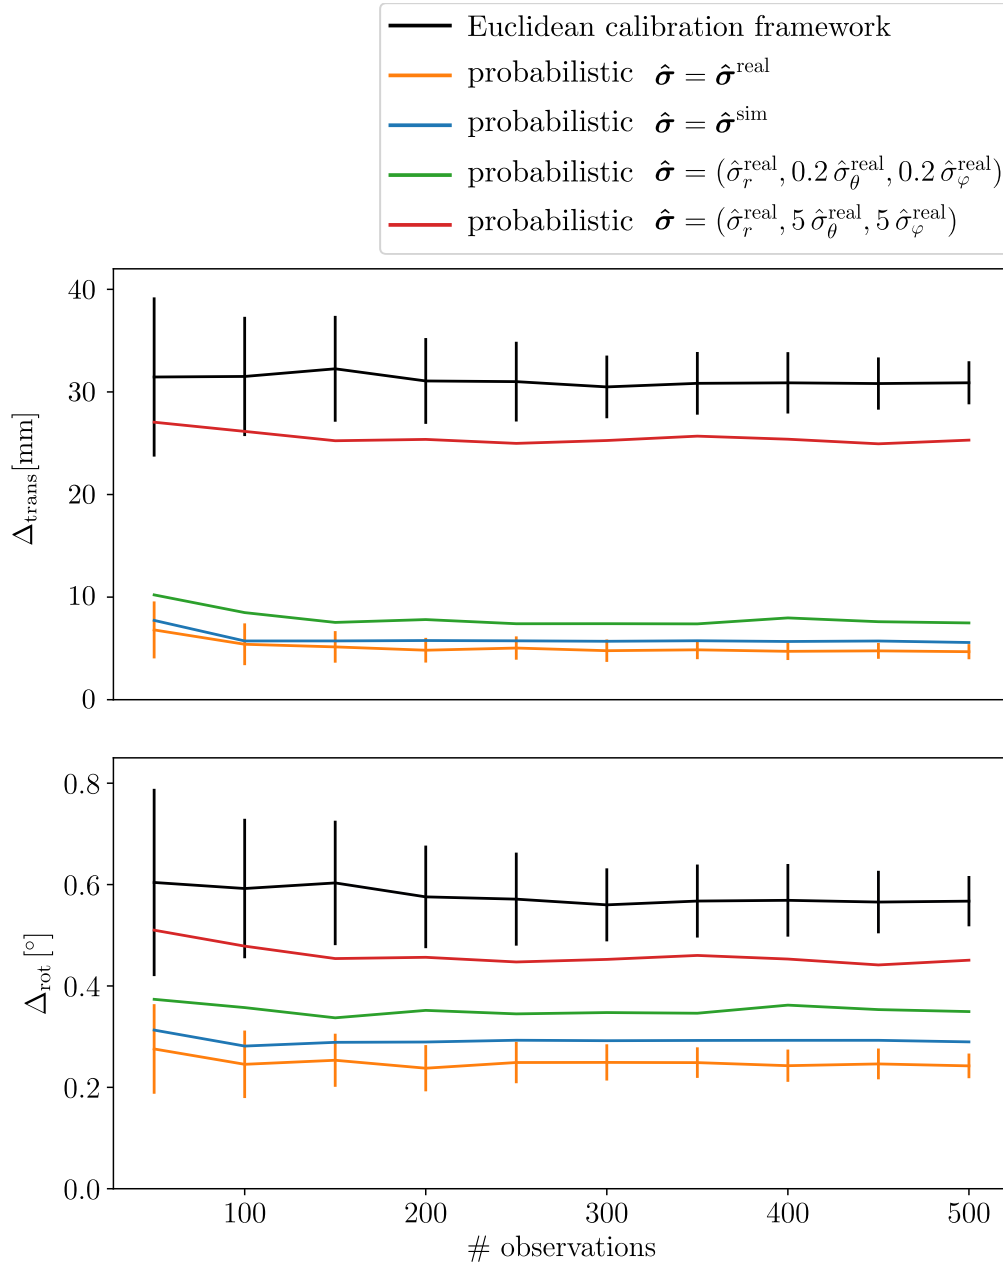 Euclidean calibration framework
probabilistic σ̂ = σ̂^real
probabilistic σ̂ = σ̂^sim
probabilistic σ̂ = (σ̂_r^real, 0.2 σ̂_θ^real, 0.2 σ̂_φ^real)
probabilistic σ̂ = (σ̂_r^real, 5 σ̂_θ^real, 5 σ̂_φ^real)
40
30
20
10
0
Δ_trans[mm]
0.8
0.6
0.4
0.2
0.0
Δ_rot [°]
100 200 300 400 500
# observations